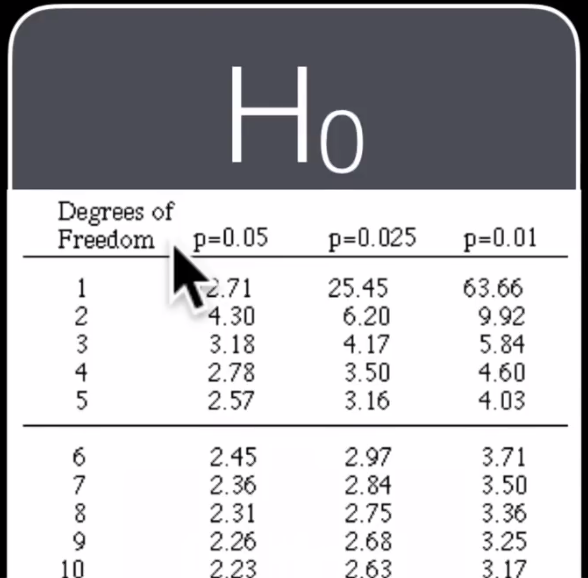 H0
Degrees of
Freedom p=0.05 p=0.025 p=0.01
1 2.71 25.45 63.66
2 4.30 6.20 9.92
3 3.18 4.17 5.84
4 2.78 3.50 4.60
5 2.57 3.16 4.03
6 2.45 2.97 3.71
7 2.36 2.84 3.50
8 2.31 2.75 3.36
9 2.26 2.68 3.25
10 2.23 2.63 3.17